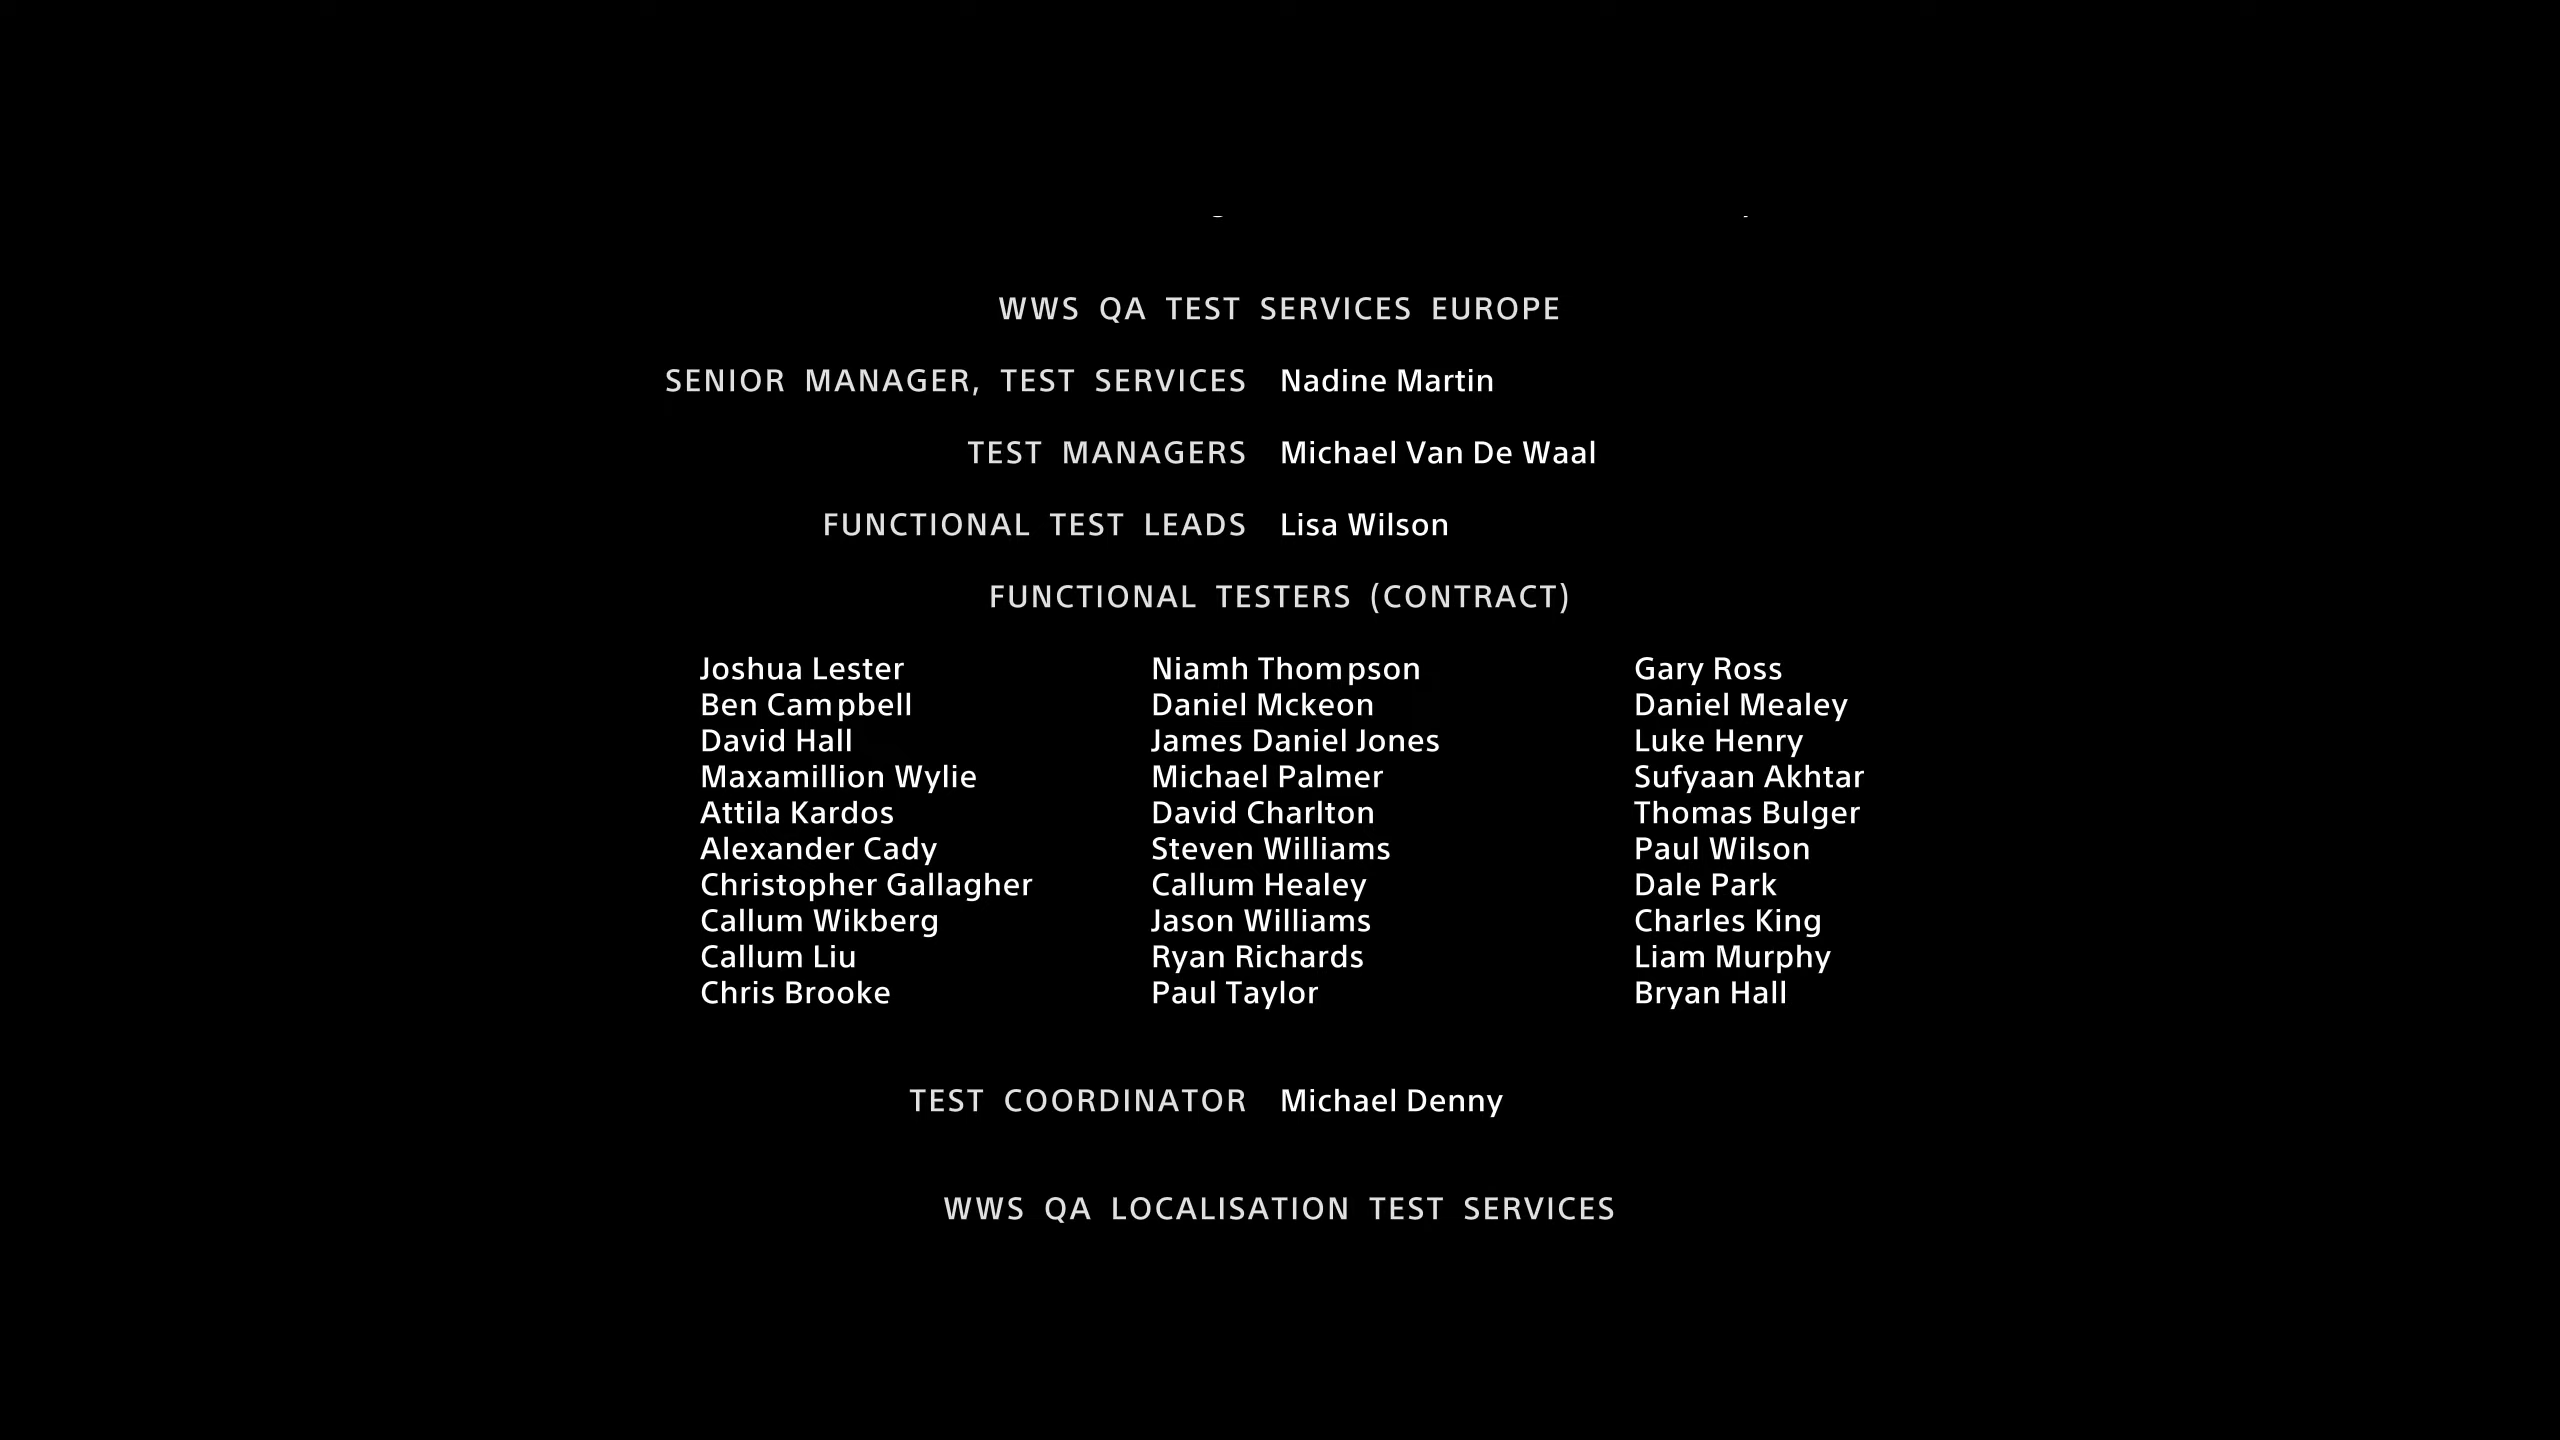 WWS QA TEST SERVICES EUROPE
SENIOR MANAGER, TEST SERVICES Nadine Martin
TEST MANAGERS Michael Van De Waal
FUNCTIONAL TEST LEADS Lisa Wilson
FUNCTIONAL TESTERS (CONTRACT)
Joshua Lester Niamh Thompson Gary Ross
Ben Campbell Daniel Mckeon Daniel Mealey
David Hall James Daniel Jones Luke Henry
Maxamillion Wylie Michael Palmer Sufyaan Akhtar
Attila Kardos David Charlton Thomas Bulger
Alexander Cady Steven Williams Paul Wilson
Christopher Gallagher Callum Healey Dale Park
Callum Wikberg Jason Williams Charles King
Callum Liu Ryan Richards Liam Murphy
Chris Brooke Paul Taylor Bryan Hall
TEST COORDINATOR Michael Denny
WWS QA LOCALISATION TEST SERVICES